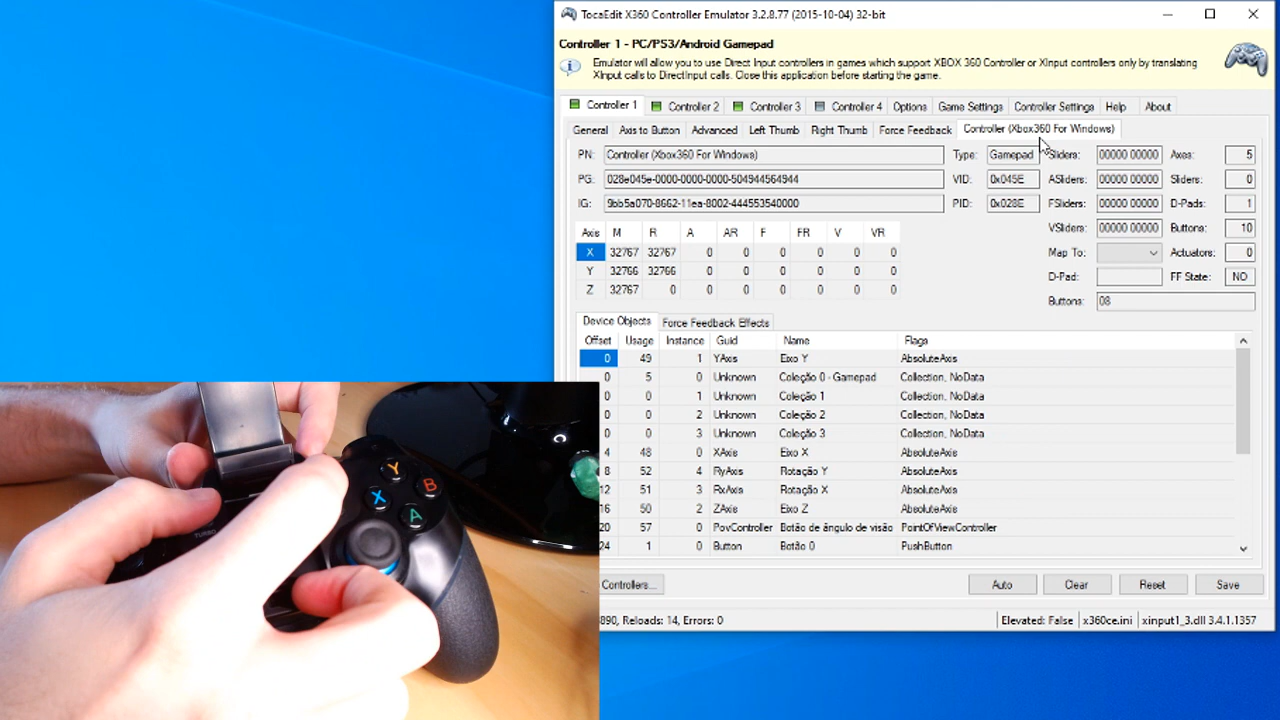 TocaEdit X360 Controller Emulator 3.2.8.77 (2015-10-04) 32-bit
Controller 1 - PC/PS3/Android Gamepad
Emulator will allow you to use Direct Input controllers in games which support XBOX 360 Controller or XInput controllers only by translating
XInput calls to DirectInput calls. Close this application before starting the game.
Controller 1 Controller 2 Controller 3 Controller 4 Options Game Settings Controller Settings Help About
General Axis to Button Advanced Left Thumb Right Thumb Force Feedback Controller (Xbox360 For Windows)
PN: Controller (Xbox360 For Windows) Type: Gamepad Sliders: 00000 00000 Axes: 5
PG: 028e045e-0000-0000-0000-504944564944 VID: 0x045E ASliders: 00000 00000 Sliders: 0
IG: 9bb5a070-8662-11ea-8002-444553540000 PID: 0x028E FSliders: 00000 00000 D-Pads: 1
VSliders: 00000 00000 Buttons: 10
Axis M R A AR F FR V VR
X 32767 32767 0 0 0 0 0 0
Y 32766 32766 0 0 0 0 0 0
Z 32767 0 0 0 0 0 0 0
Map To: Actuators: 0
D-Pad: FF State: NO
Buttons: 08
Device Objects Force Feedback Effects
Offset Usage Instance Guid Name Flags
0 49 1 YAxis Eixo Y AbsoluteAxis
0 5 0 Unknown Coleção 0 - Gamepad Collection, NoData
0 0 1 Unknown Coleção 1 Collection, NoData
0 0 2 Unknown Coleção 2 Collection, NoData
0 0 3 Unknown Coleção 3 Collection, NoData
4 48 0 XAxis Eixo X AbsoluteAxis
8 52 4 RyAxis Rotação Y AbsoluteAxis
12 51 3 RxAxis Rotação X AbsoluteAxis
16 50 2 ZAxis Eixo Z AbsoluteAxis
20 57 0 PovController Botão de ângulo de visão PointOfViewController
24 1 0 Button Botão 0 PushButton
Controllers... Auto Clear Reset Save
890, Reloads: 14, Errors: 0 Elevated: False x360ce.ini xinput1_3.dll 3.4.1.1357
Y
B
X
A
TURBO